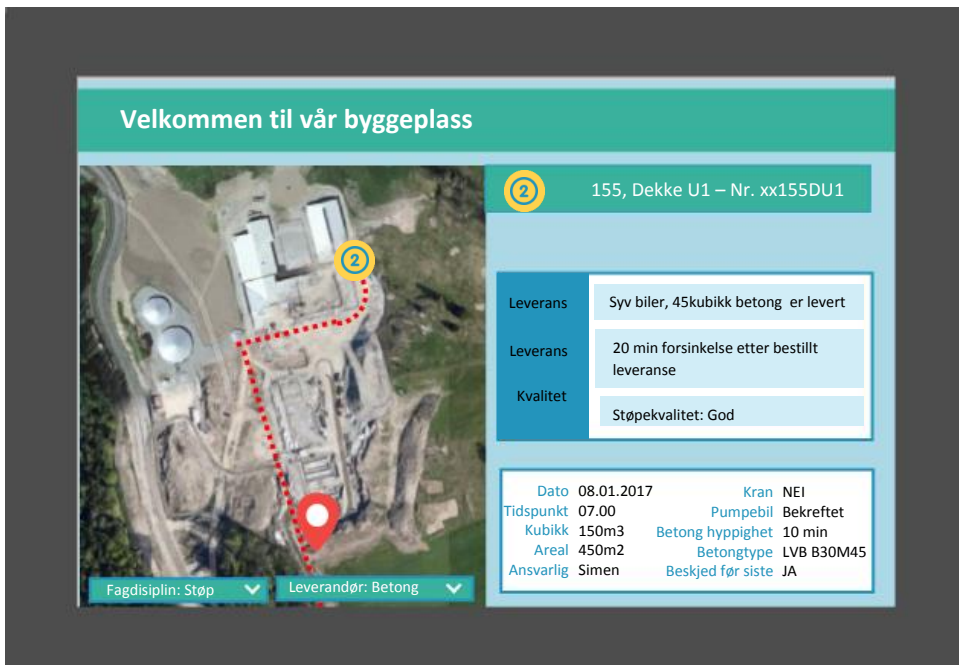 Velkommen til vår byggeplass
2
155, Dekke U1 – Nr. xx155DU1
2
Leverans
Syv biler, 45kubikk betong er levert
Leverans
20 min forsinkelse etter bestillt
leveranse
Kvalitet
Støpekvalitet: God
Dato 08.01.2017
Tidspunkt 07.00
Kubikk 150m3
Areal 450m2
Ansvarlig Simen
Kran NEI
Pumpebil Bekreftet
Betong hyppighet 10 min
Betongtype LVB B30M45
Beskjed før siste JA
Fagdisiplin: Støp
Leverandør: Betong